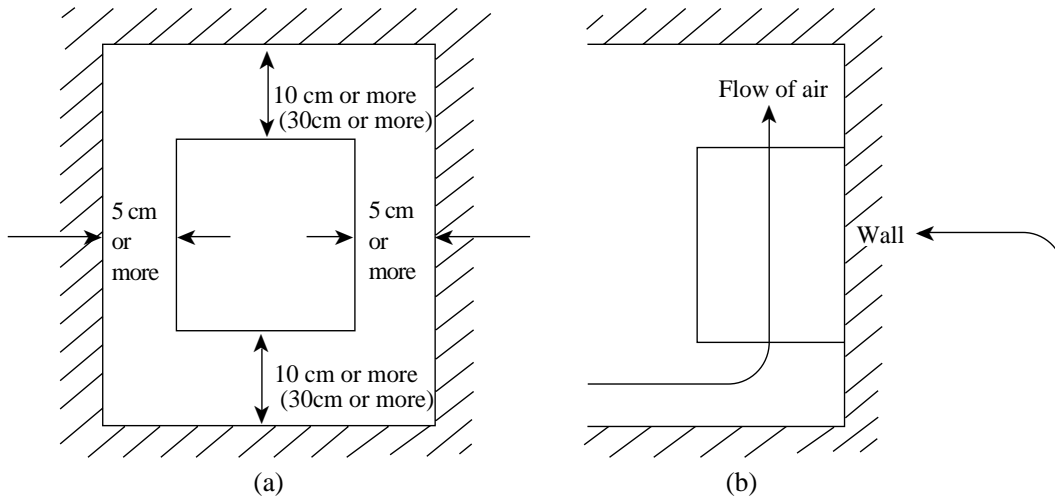 10 cm or more
(30cm or more)
5 cm
or
more
5 cm
or
more
10 cm or more
(30cm or more)
(a)
Flow of air
Wall
(b)